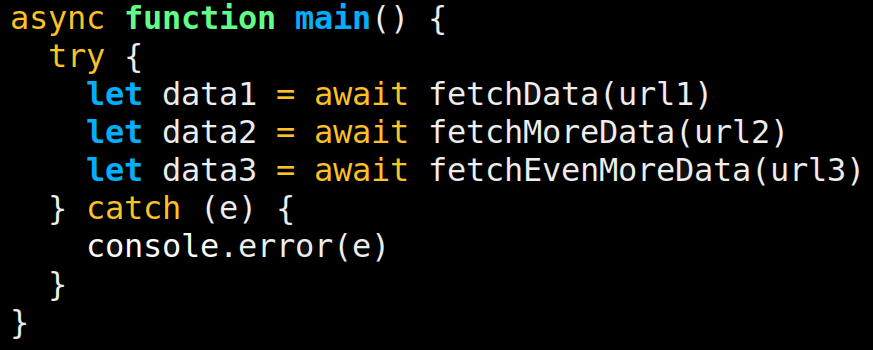 async function main() {
  try {
    let data1 = await fetchData(url1)
    let data2 = await fetchMoreData(url2)
    let data3 = await fetchEvenMoreData(url3)
  } catch (e) {
    console.error(e)
  }
}